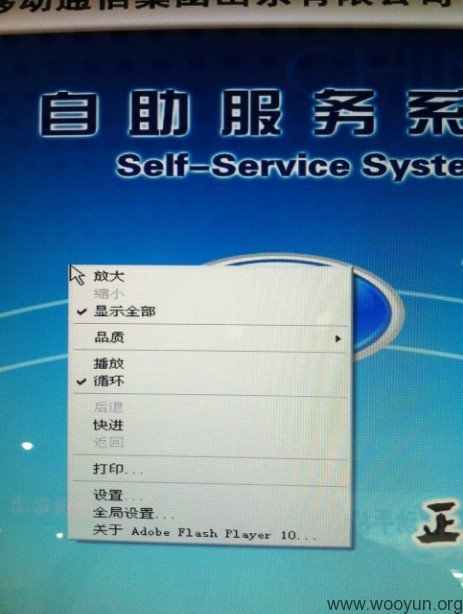 移动通信集团山东有限公司
自助服务系
Self-Service Syste
放大
缩小
显示全部
品质
播放
循环
后退
快进
返回
打印...
设置...
全局设置...
关于 Adobe Flash Player 10...
正
www.wooyun.org